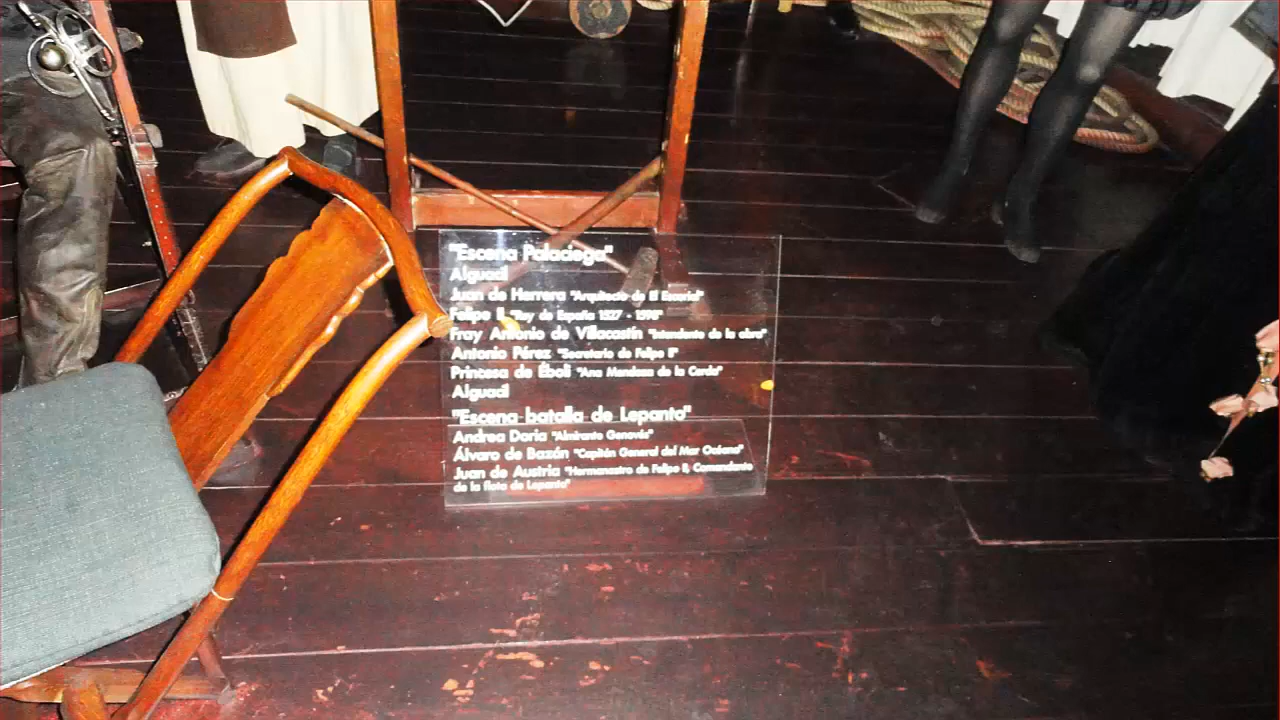 "Escena Palaciega"
Alguacil
Juan de Herrera "Arquitecto de El Escorial"
Felipe II "Rey de España 1527 - 1598"
Fray Antonio de Villacastín "Intendente de la obra"
Antonio Pérez "Secretario de Felipe II"
Princesa de Éboli "Ana Mendoza de la Cerda"
Alguacil
"Escena batalla de Lepanto"
Andrea Doria "Almirante Genovés"
Álvaro de Bazán "Capitán General del Mar Océano"
Juan de Austria "Hermanastro de Felipe II, Comandante
de la flota de Lepanto"